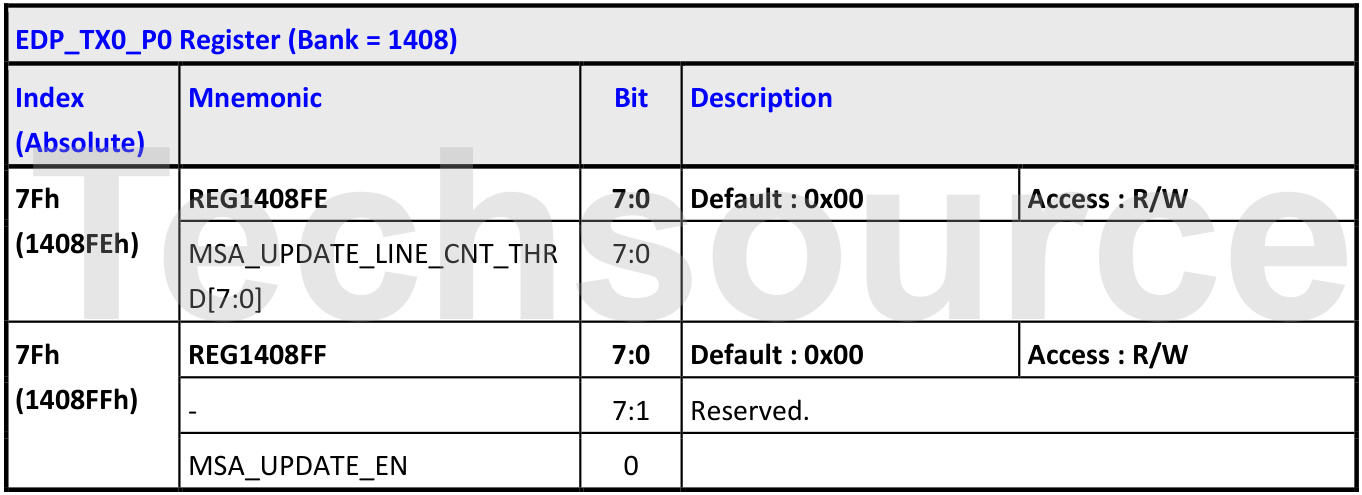 EDP_TX0_P0 Register (Bank = 1408)
Index (Absolute) Mnemonic Bit Description
7Fh (1408FEh) REG1408FE 7:0 Default : 0x00 Access : R/W
MSA_UPDATE_LINE_CNT_THR 7:0
D[7:0]
7Fh (1408FFh) REG1408FF 7:0 Default : 0x00 Access : R/W
- 7:1 Reserved.
MSA_UPDATE_EN 0
Techsource